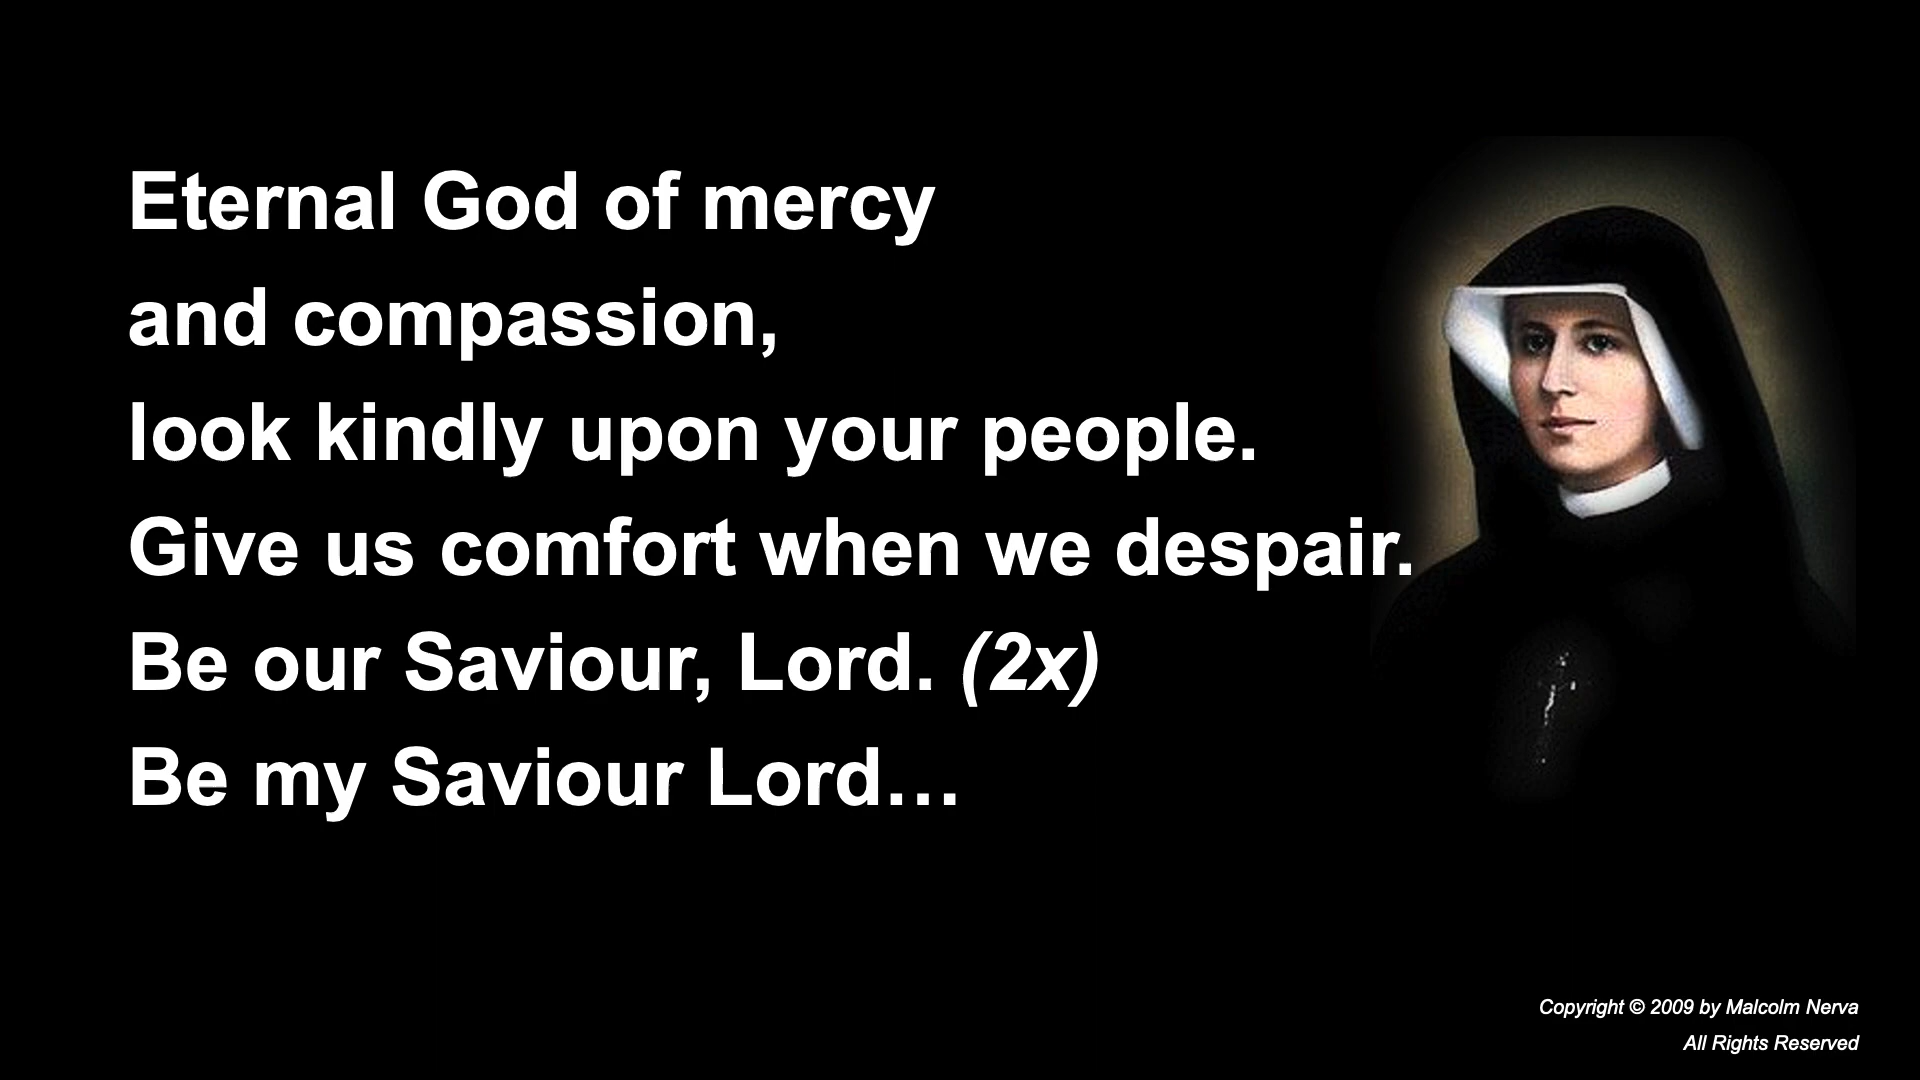 Eternal God of mercy
and compassion,
look kindly upon your people.
Give us comfort when we despair.
Be our Saviour, Lord. (2x)
Be my Saviour Lord…
Copyright © 2009 by Malcolm Nerva
All Rights Reserved